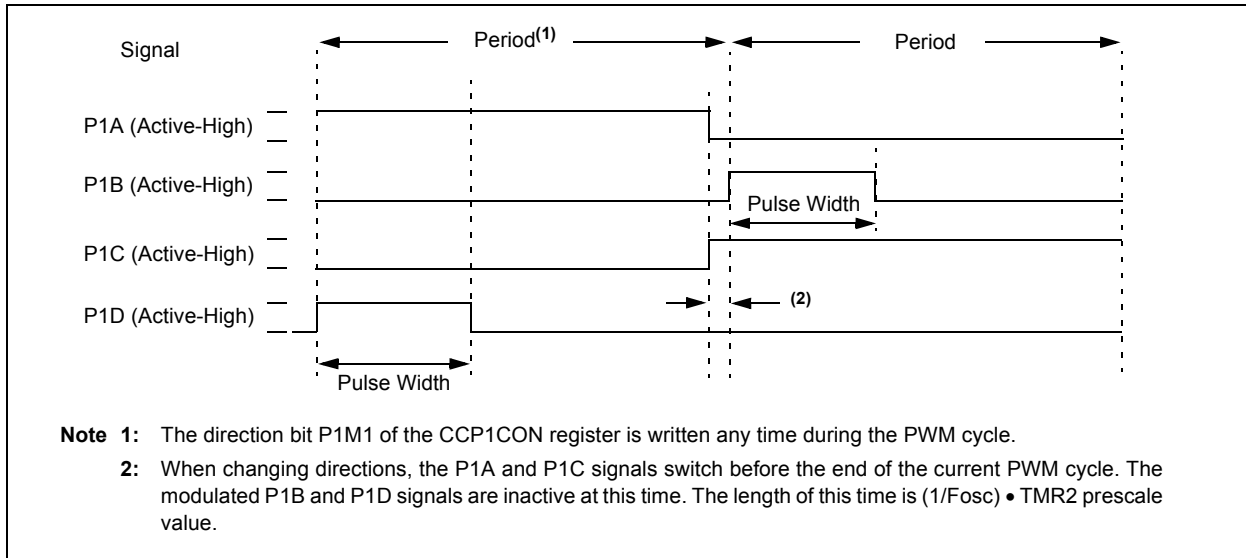 Signal
Period(1)
Period
P1A (Active-High)
P1B (Active-High)
Pulse Width
P1C (Active-High)
(2)
P1D (Active-High)
Pulse Width
Note 1: The direction bit P1M1 of the CCP1CON register is written any time during the PWM cycle.
2: When changing directions, the P1A and P1C signals switch before the end of the current PWM cycle. The
modulated P1B and P1D signals are inactive at this time. The length of this time is (1/Fosc) • TMR2 prescale
value.